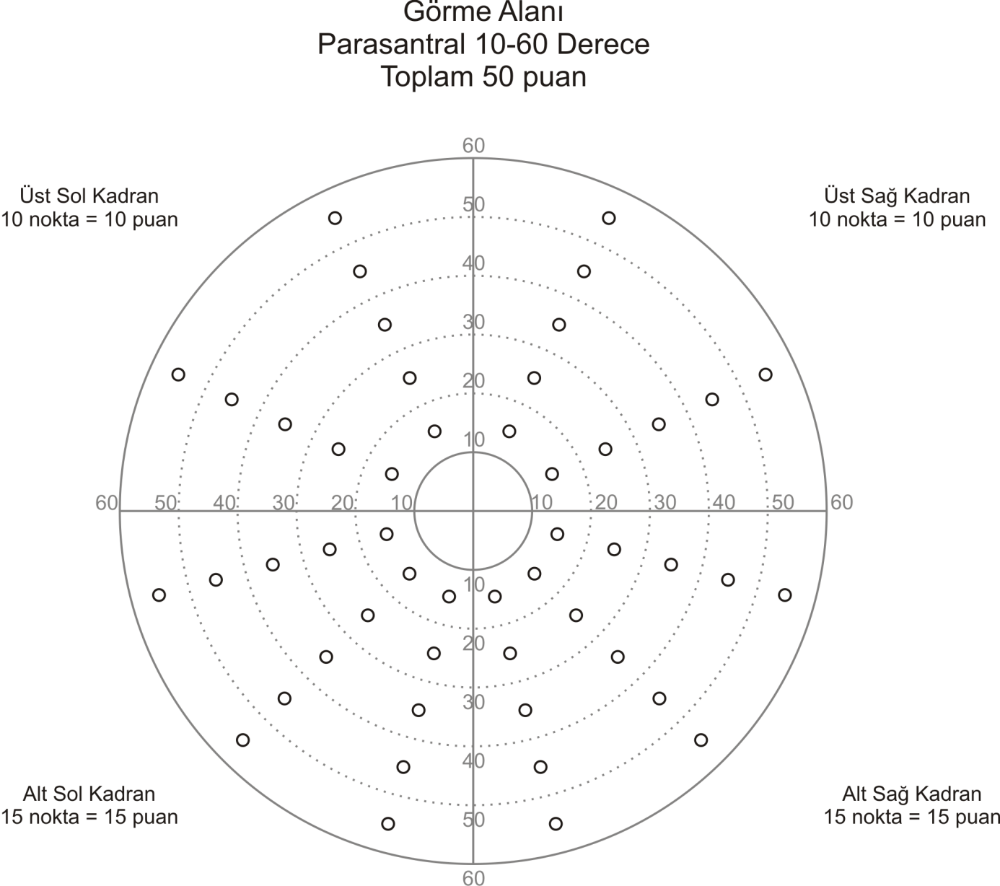 Görme Alanı
Parasantral 10-60 Derece
Toplam 50 puan
60
Üst Sol Kadran
10 nokta = 10 puan
Üst Sağ Kadran
10 nokta = 10 puan
50
40
30
20
10
60 50 40 30 20 10 10 20 30 40 50 60
10
20
30
40
50
Alt Sol Kadran
15 nokta = 15 puan
Alt Sağ Kadran
15 nokta = 15 puan
60